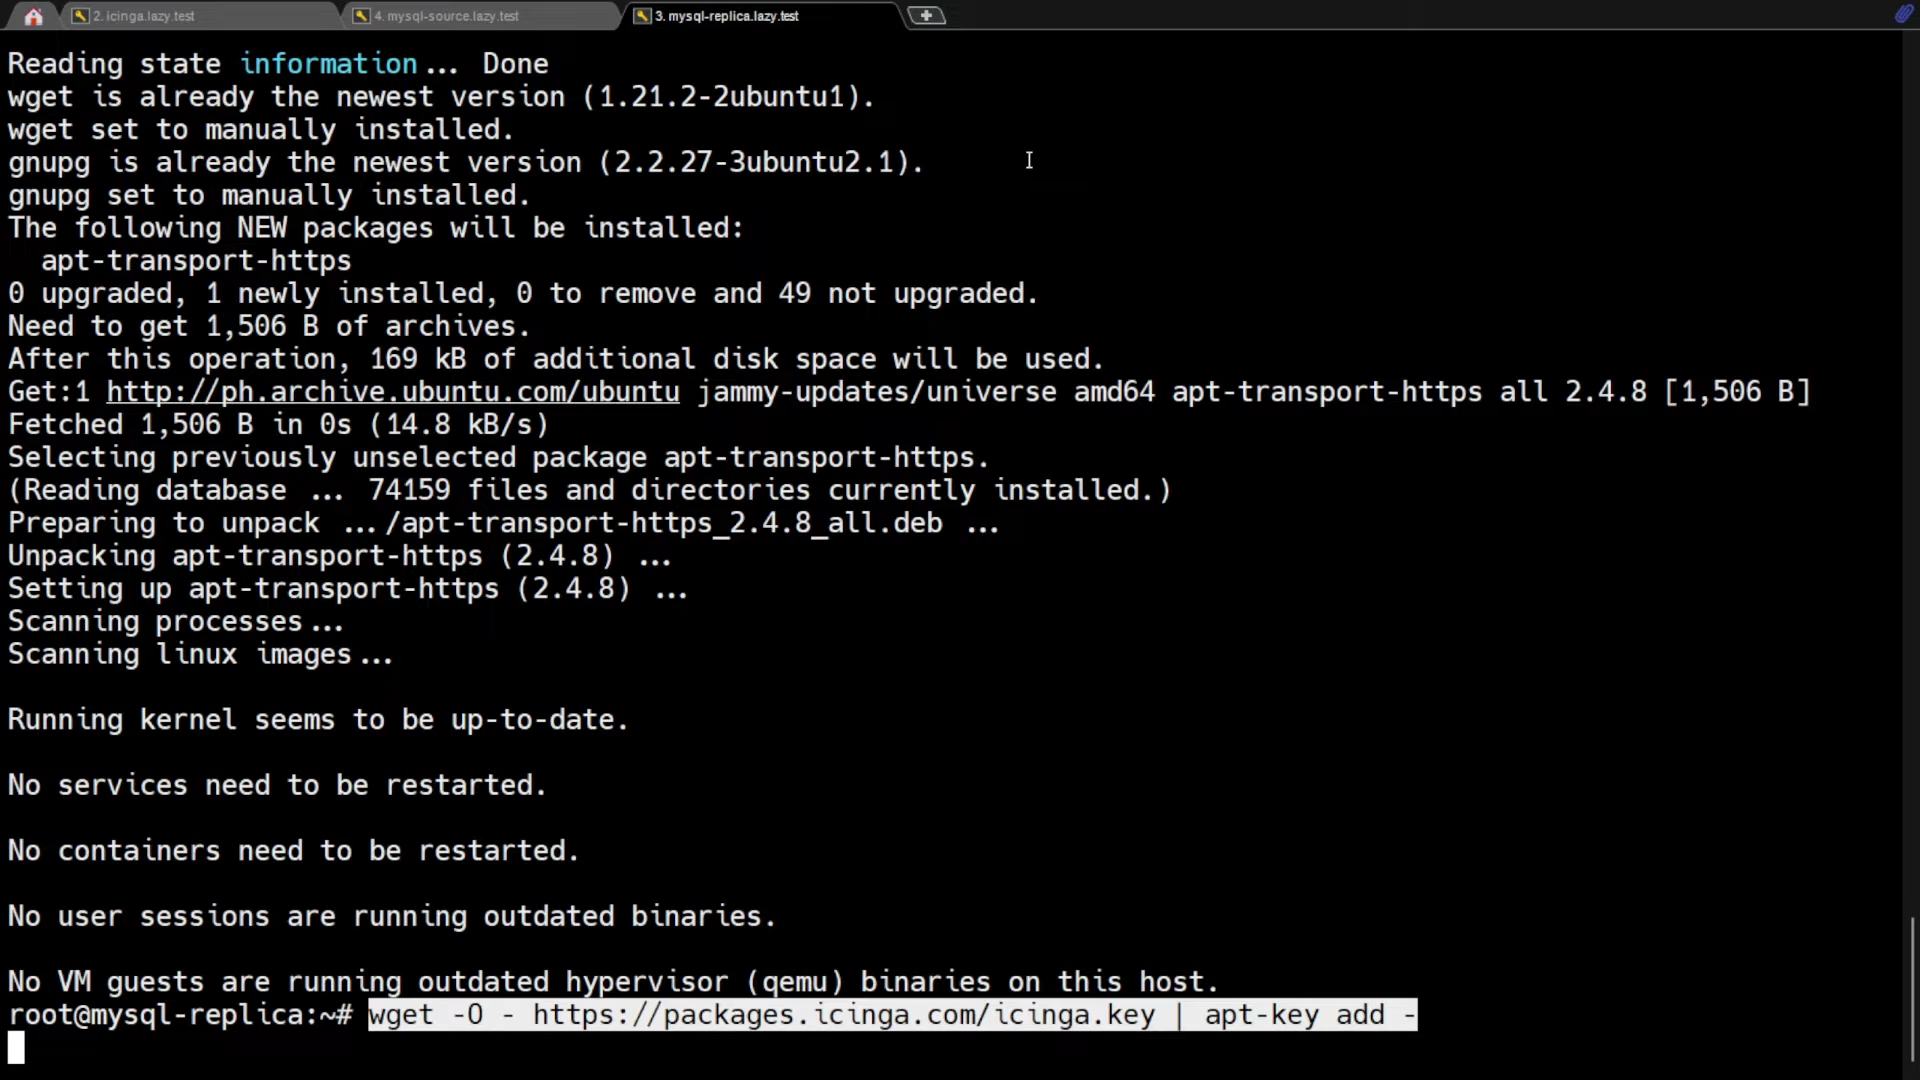 2. icinga.lazy.test
4. mysql-source.lazy.test
3. mysql-replica.lazy.test
Reading state information... Done
wget is already the newest version (1.21.2-2ubuntu1).
wget set to manually installed.
gnupg is already the newest version (2.2.27-3ubuntu2.1).
gnupg set to manually installed.
The following NEW packages will be installed:
apt-transport-https
0 upgraded, 1 newly installed, 0 to remove and 49 not upgraded.
Need to get 1,506 B of archives.
After this operation, 169 kB of additional disk space will be used.
Get:1 http://ph.archive.ubuntu.com/ubuntu jammy-updates/universe amd64 apt-transport-https all 2.4.8 [1,506 B]
Fetched 1,506 B in 0s (14.8 kB/s)
Selecting previously unselected package apt-transport-https.
(Reading database ... 74159 files and directories currently installed.)
Preparing to unpack .../apt-transport-https_2.4.8_all.deb ...
Unpacking apt-transport-https (2.4.8) ...
Setting up apt-transport-https (2.4.8) ...
Scanning processes...
Scanning linux images...
Running kernel seems to be up-to-date.
No services need to be restarted.
No containers need to be restarted.
No user sessions are running outdated binaries.
No VM guests are running outdated hypervisor (qemu) binaries on this host.
root@mysql-replica:~# wget -O - https://packages.icinga.com/icinga.key | apt-key add -